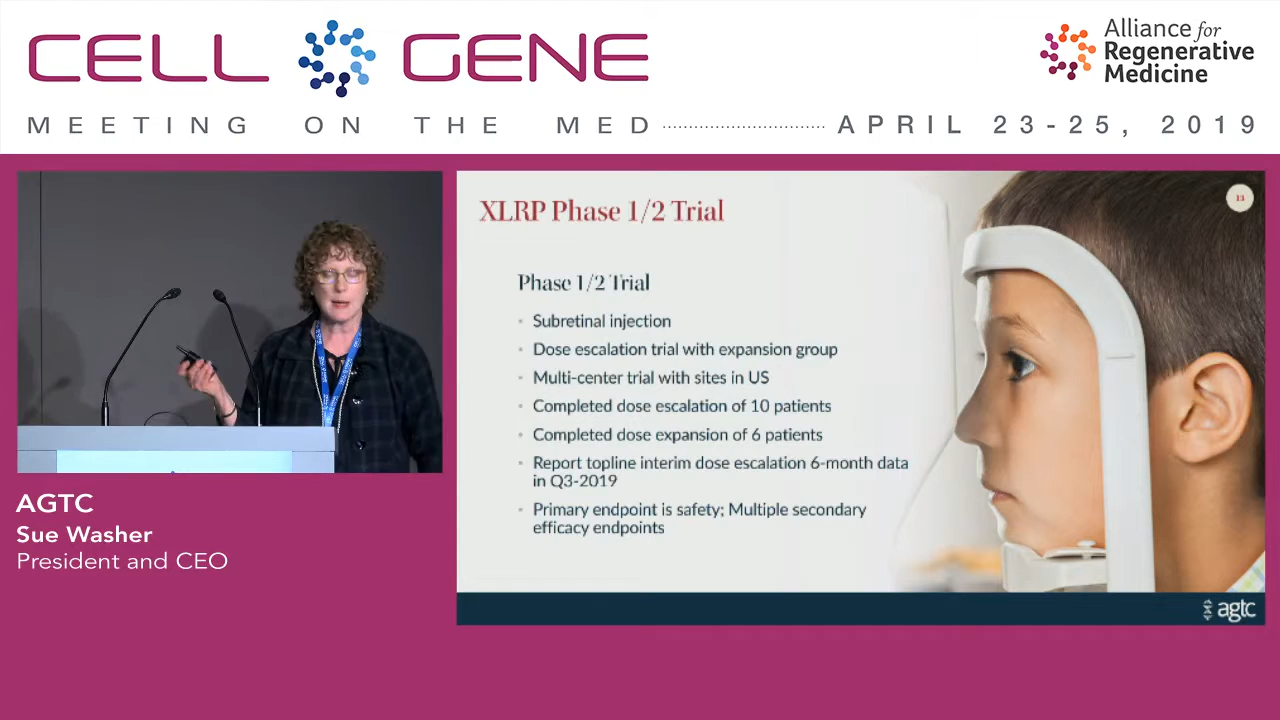 CELL GENE
Alliance for
Regenerative
Medicine
MEETING ON THE MED
APRIL 23-25, 2019
XLRP Phase 1/2 Trial
13
Phase 1/2 Trial
• Subretinal injection
• Dose escalation trial with expansion group
• Multi-center trial with sites in US
• Completed dose escalation of 10 patients
• Completed dose expansion of 6 patients
• Report topline interim dose escalation 6-month data
in Q3-2019
• Primary endpoint is safety; Multiple secondary
efficacy endpoints
agtc
AGTC
Sue Washer
President and CEO